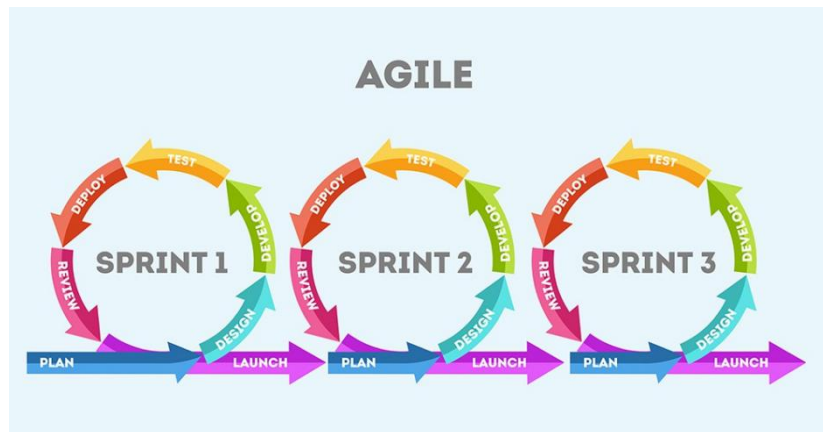 AGILE
SPRINT 1
PLAN
DESIGN
DEVELOP
TEST
DEPLOY
REVIEW
LAUNCH
SPRINT 2
PLAN
DESIGN
DEVELOP
TEST
DEPLOY
REVIEW
LAUNCH
SPRINT 3
PLAN
DESIGN
DEVELOP
TEST
DEPLOY
REVIEW
LAUNCH